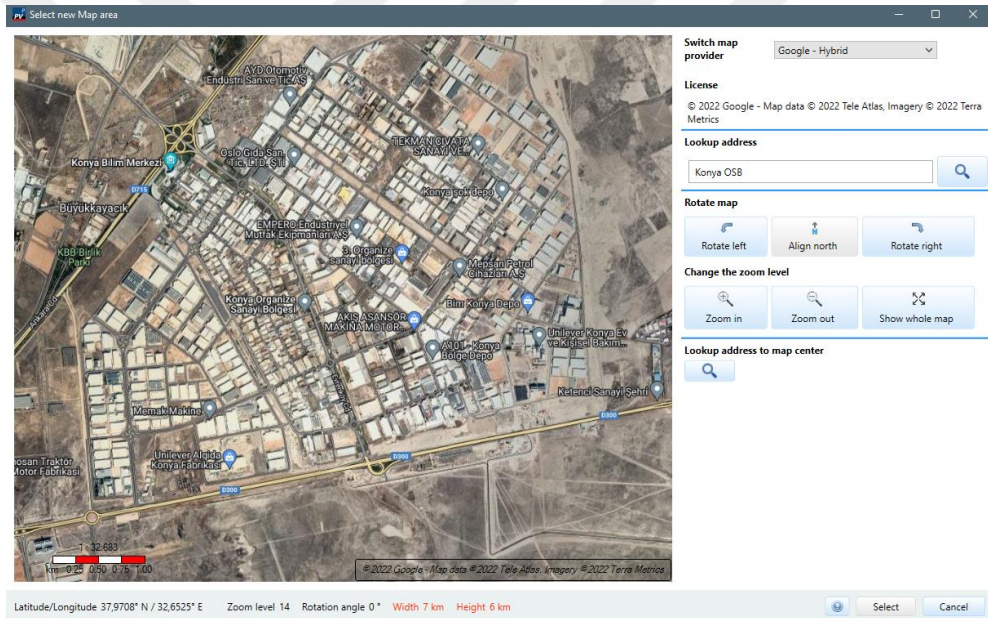 Select new Map area
AYD Otomotiv
Endüstri San.ve Tic.A.Ş
TEKMAN CIVATA
SANAYİ VE...
Oslo Gıda San.
Tic. LTD. ŞTİ
Konya Bilim Merkezi
Konya şok depo
D715
Büyükkayacık
EMPERO Endüstriyel
Mutfak Ekipmanları A.Ş
KBB Birlik
Parkı
3. Organize
sanayi bölgesi
Mepsan Petrol
Cihazları A.Ş
Konya Organize
Sanayi Bölgesi
Bim Konya Depo
AKIŞ ASANSÖR
MAKİNA MOTOR...
Ankara Cd.
A101 - Konya
Bölge Depo
Unilever Konya Ev
ve Kişisel Bakım...
Ketenci Sanayi Şehri
Memak Makine
D300
Unilever Algida
Konya Fabrikası
D300
D300
osan Traktör
Motor Fabrikası
1 : 32.683
km 0.25 0.50 0.75 1.00
© 2022 Google - Map data © 2022 Tele Atlas, Imagery © 2022 Terra Metrics
Switch map
provider
Google - Hybrid
License
© 2022 Google - Map data © 2022 Tele Atlas, Imagery © 2022 Terra
Metrics
Lookup address
Konya OSB
Rotate map
N
Rotate left
Align north
Rotate right
Change the zoom level
Zoom in
Zoom out
Show whole map
Lookup address to map center
Latitude/Longitude 37,9708° N / 32,6525° E Zoom level 14 Rotation angle 0 ° Width 7 km Height 6 km
Select
Cancel